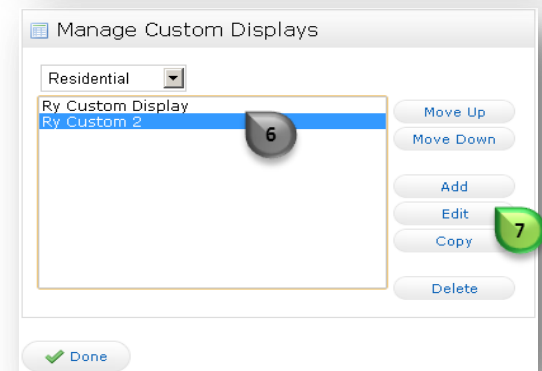 Manage Custom Displays
Residential
Ry Custom Display
Ry Custom 2
6
Move Up
Move Down
Add
Edit
7
Copy
Delete
Done